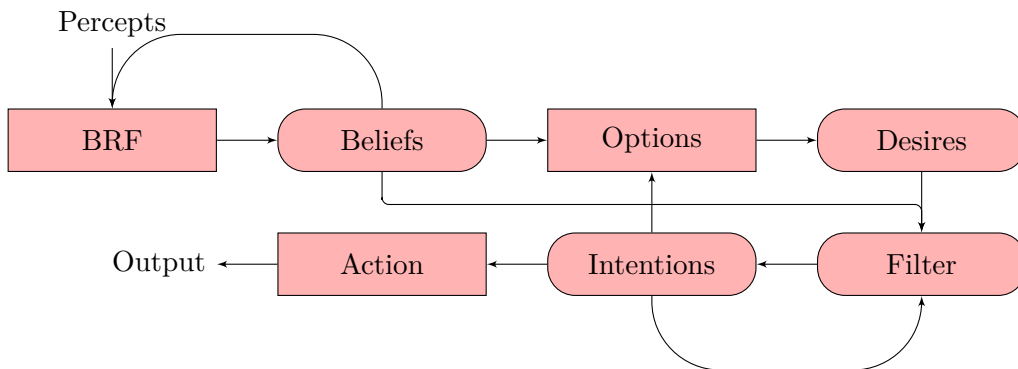 Percepts
BRF
Beliefs
Options
Desires
Output
Action
Intentions
Filter